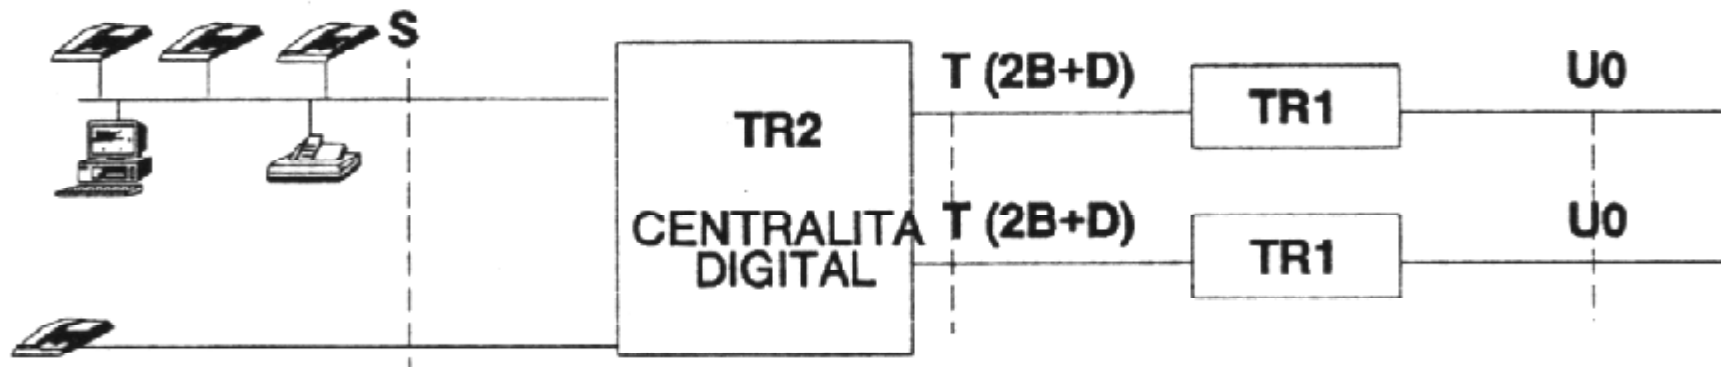 S
T (2B+D)
U0
TR1
TR2
T (2B+D)
U0
CENTRALITA
DIGITAL
TR1